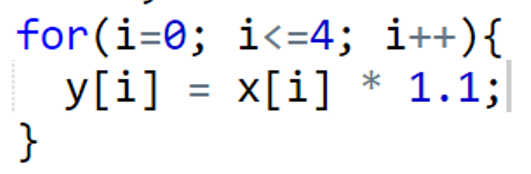 for(i=0; i<=4; i++){
  y[i] = x[i] * 1.1;
}